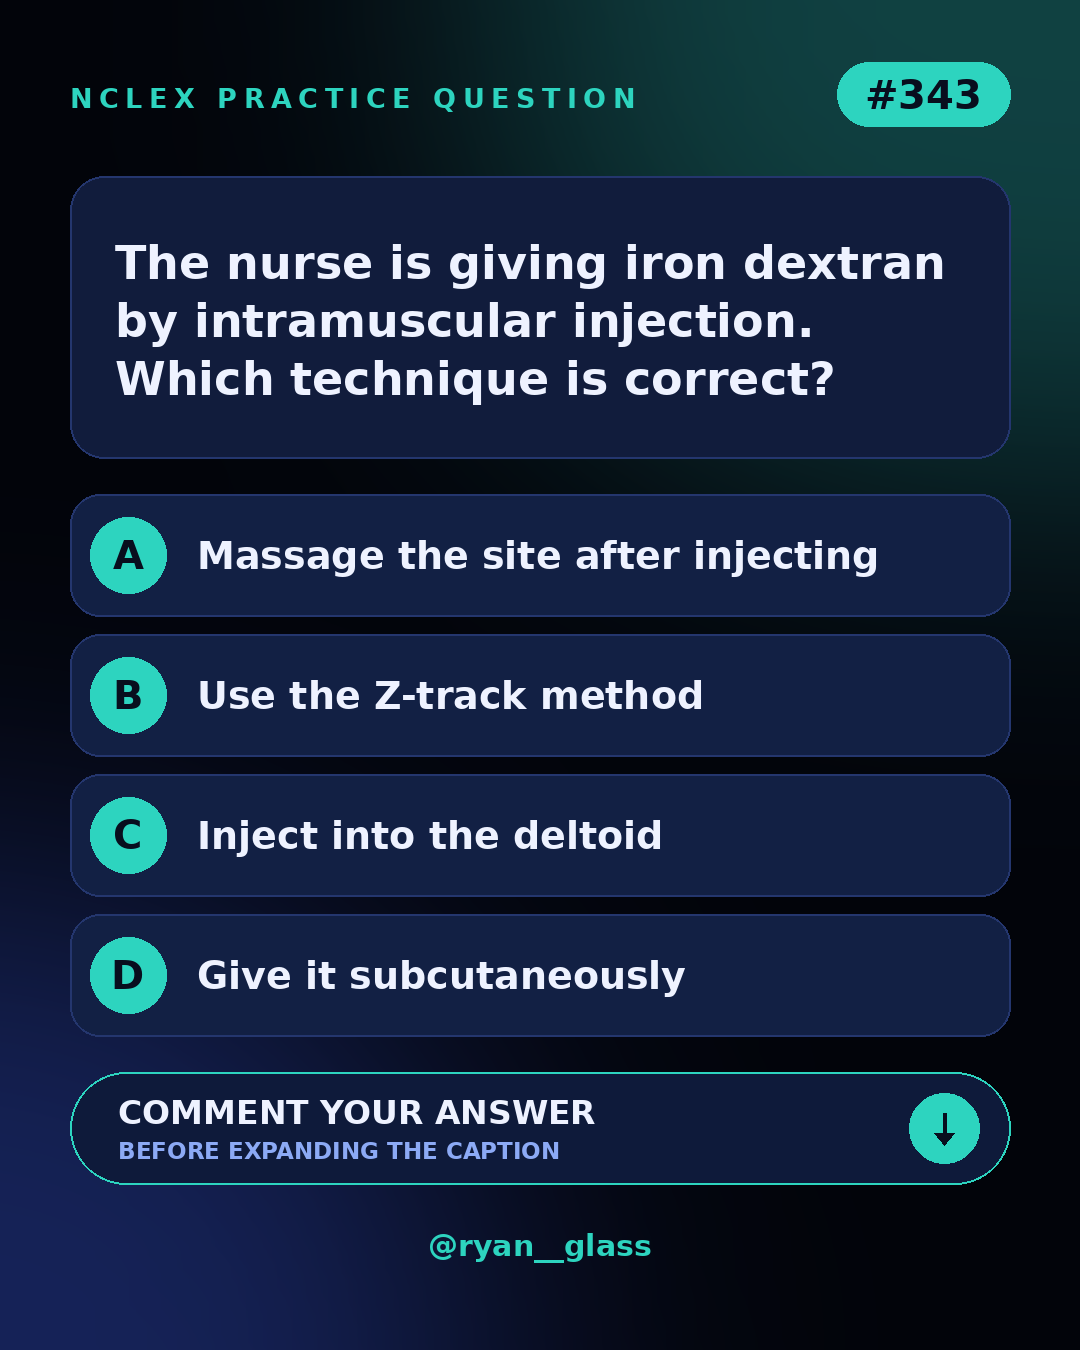 NCLEX PRACTICE QUESTION
#343
The nurse is giving iron dextran
by intramuscular injection.
Which technique is correct?
A Massage the site after injecting
B Use the Z-track method
C Inject into the deltoid
D Give it subcutaneously
COMMENT YOUR ANSWER
BEFORE EXPANDING THE CAPTION
@ryan__glass